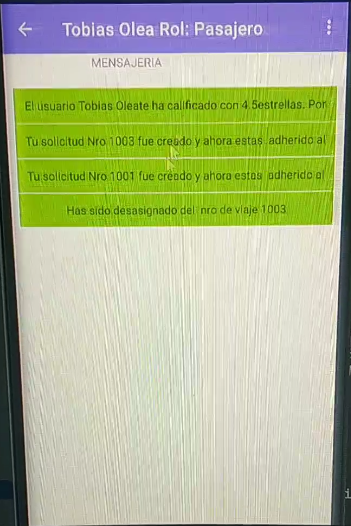 Tobias Olea Rol: Pasajero
MENSAJERIA
El usuario Tobias Oleate ha calificado con 4.5estrellas. Por
Tu solicitud Nro 1003 fue creado y ahora estas adherido al
Tu solicitud Nro 1001 fue creado y ahora estas adherido al
Has sido desasignado del nro de viaje 1003